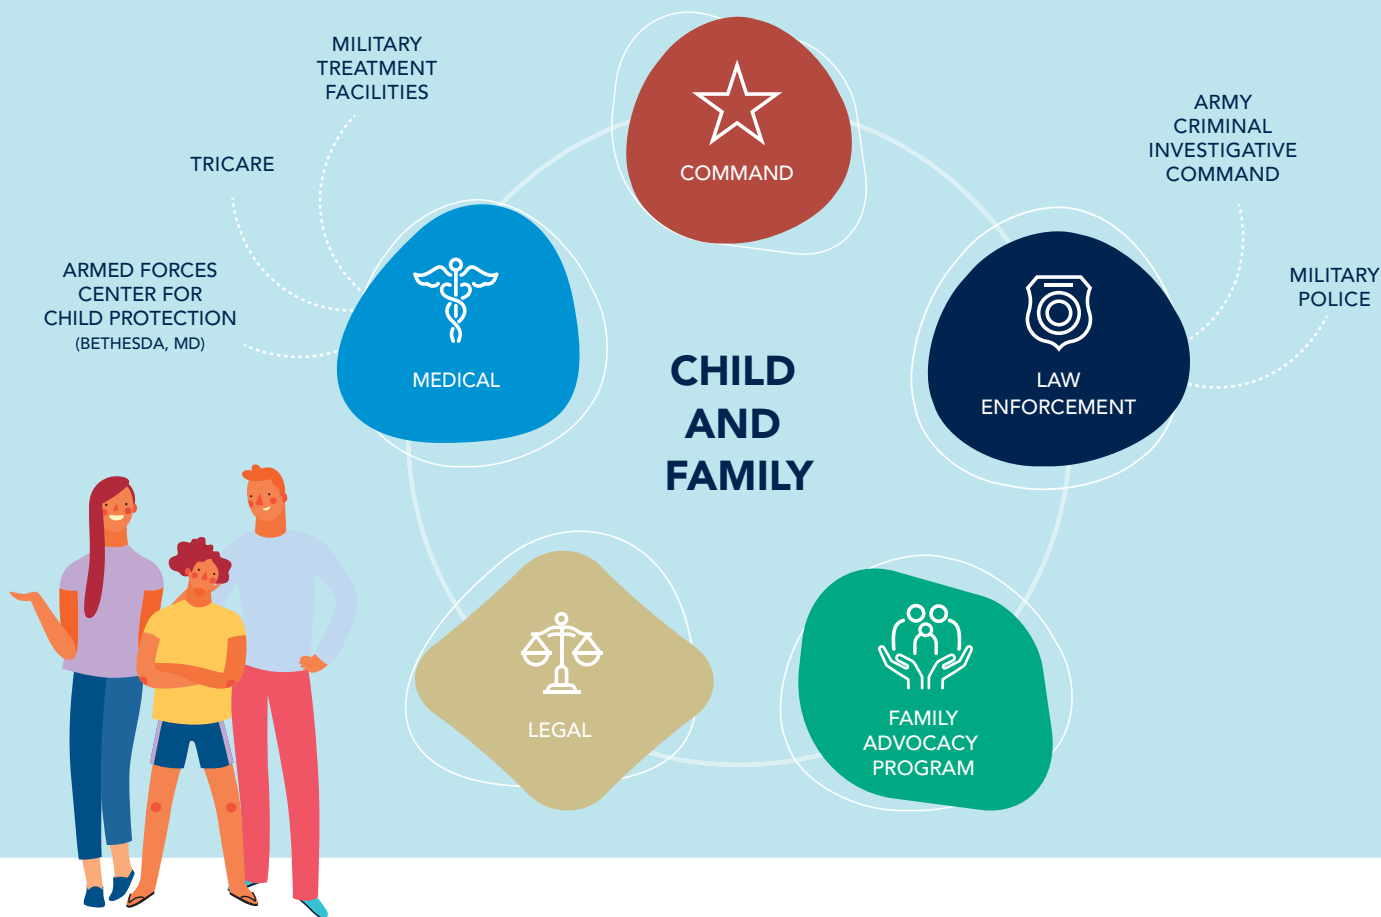 MILITARY
TREATMENT
FACILITIES
TRICARE
ARMED FORCES
CENTER FOR
CHILD PROTECTION
(BETHESDA, MD)
MEDICAL
COMMAND
ARMY
CRIMINAL
INVESTIGATIVE
COMMAND
MILITARY
POLICE
LAW
ENFORCEMENT
CHILD
AND
FAMILY
LEGAL
FAMILY
ADVOCACY
PROGRAM